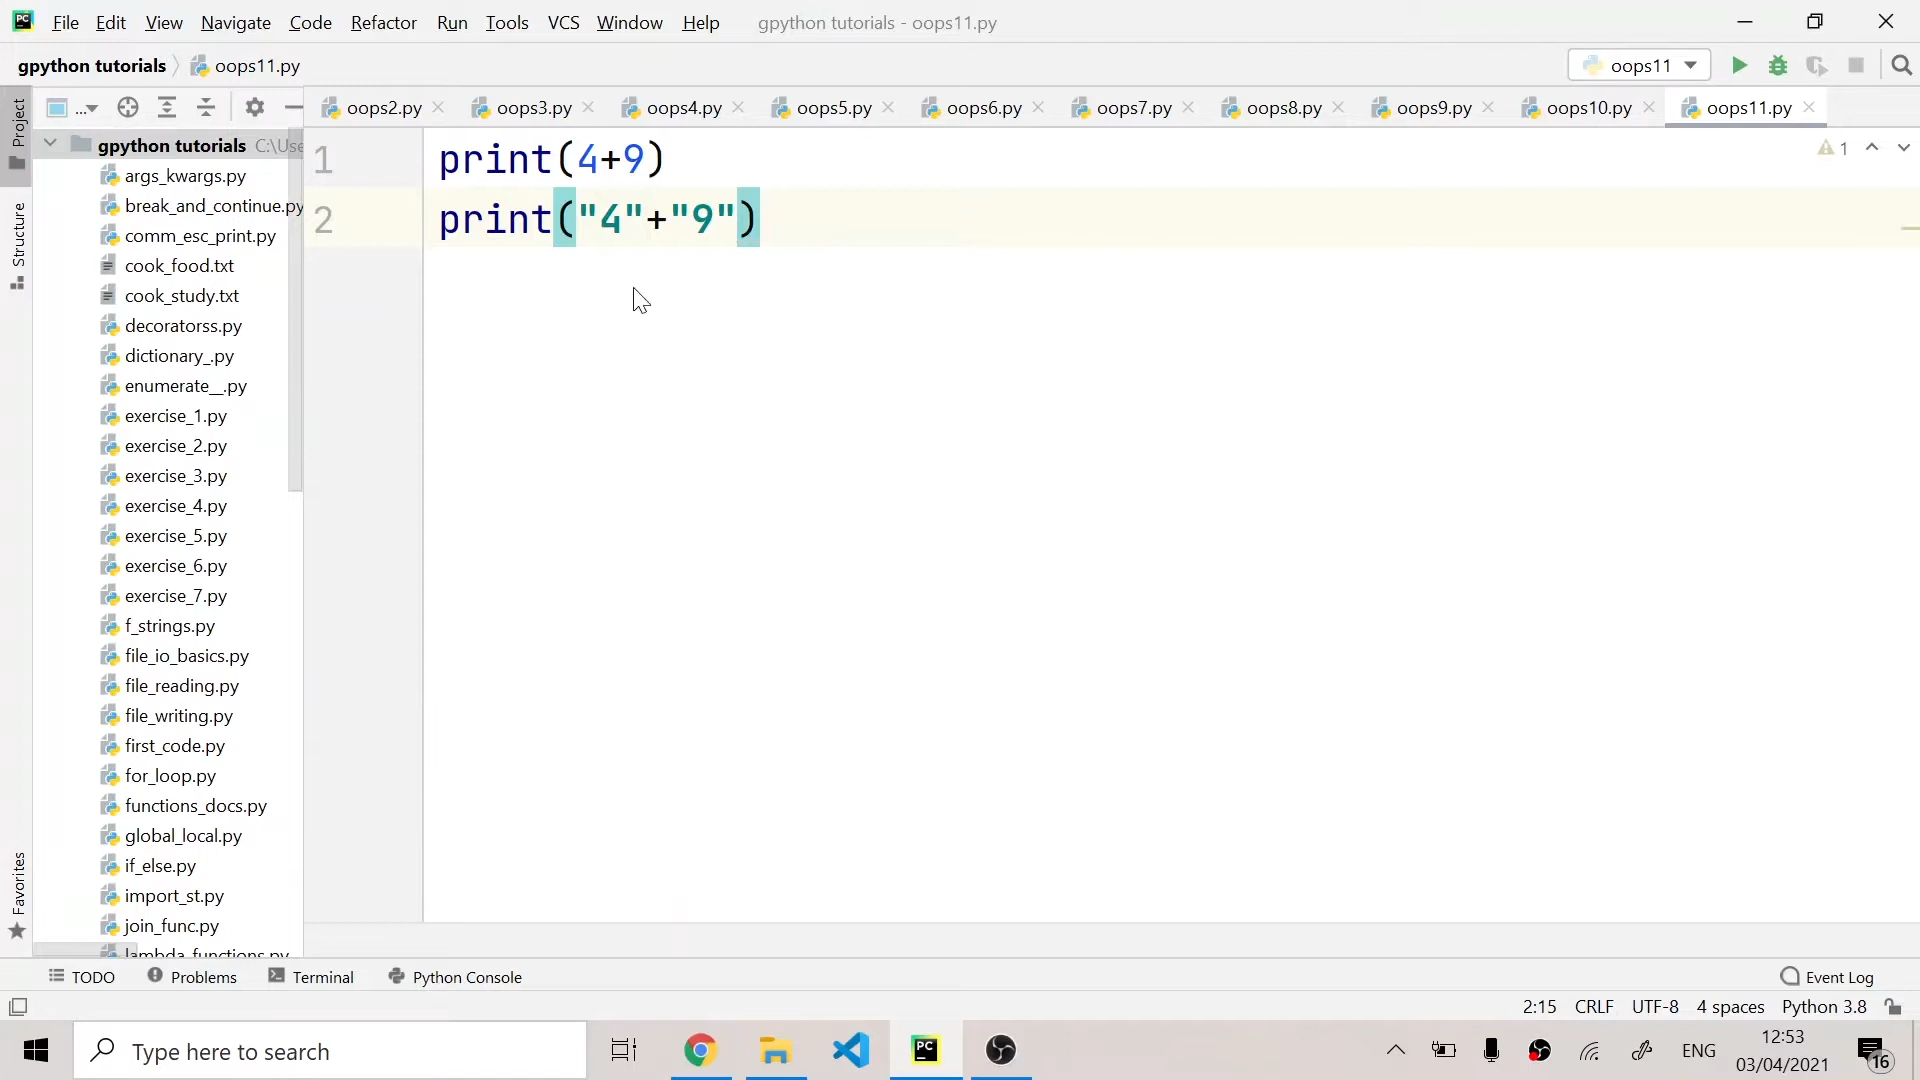 File Edit View Navigate Code Refactor Run Tools VCS Window Help gpython tutorials - oops11.py
gpython tutorials oops11.py
oops11
...
oops2.py
oops3.py
oops4.py
oops5.py
oops6.py
oops7.py
oops8.py
oops9.py
oops10.py
oops11.py
Project
Structure
Favorites
gpython tutorials C:\Use
args_kwargs.py
break_and_continue.py
comm_esc_print.py
cook_food.txt
cook_study.txt
decoratorss.py
dictionary_.py
enumerate__.py
exercise_1.py
exercise_2.py
exercise_3.py
exercise_4.py
exercise_5.py
exercise_6.py
exercise_7.py
f_strings.py
file_io_basics.py
file_reading.py
file_writing.py
first_code.py
for_loop.py
functions_docs.py
global_local.py
if_else.py
import_st.py
join_func.py
lambda_functions.py
1 print(4+9)
2 print("4"+"9")
1
TODO Problems Terminal Python Console Event Log
2:15 CRLF UTF-8 4 spaces Python 3.8
PC
Type here to search
PC
ENG
12:53
03/04/2021
16